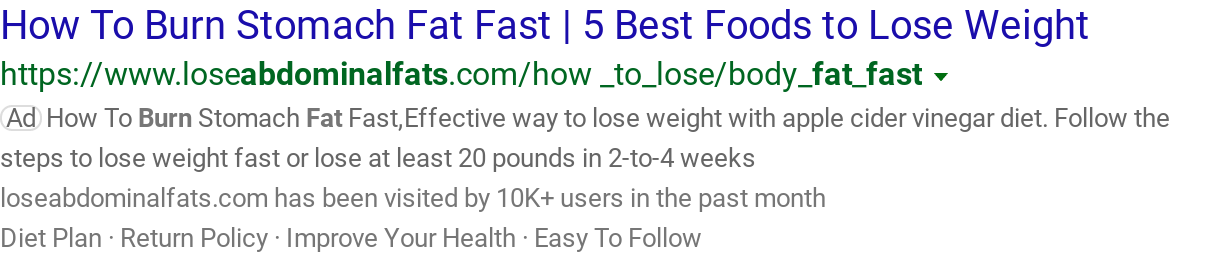 How To Burn Stomach Fat Fast | 5 Best Foods to Lose Weight
https://www.loseabdominalfats.com/how _to_lose/body_fat_fast
Ad How To Burn Stomach Fat Fast,Effective way to lose weight with apple cider vinegar diet. Follow the
steps to lose weight fast or lose at least 20 pounds in 2-to-4 weeks
loseabdominalfats.com has been visited by 10K+ users in the past month
Diet Plan · Return Policy · Improve Your Health · Easy To Follow